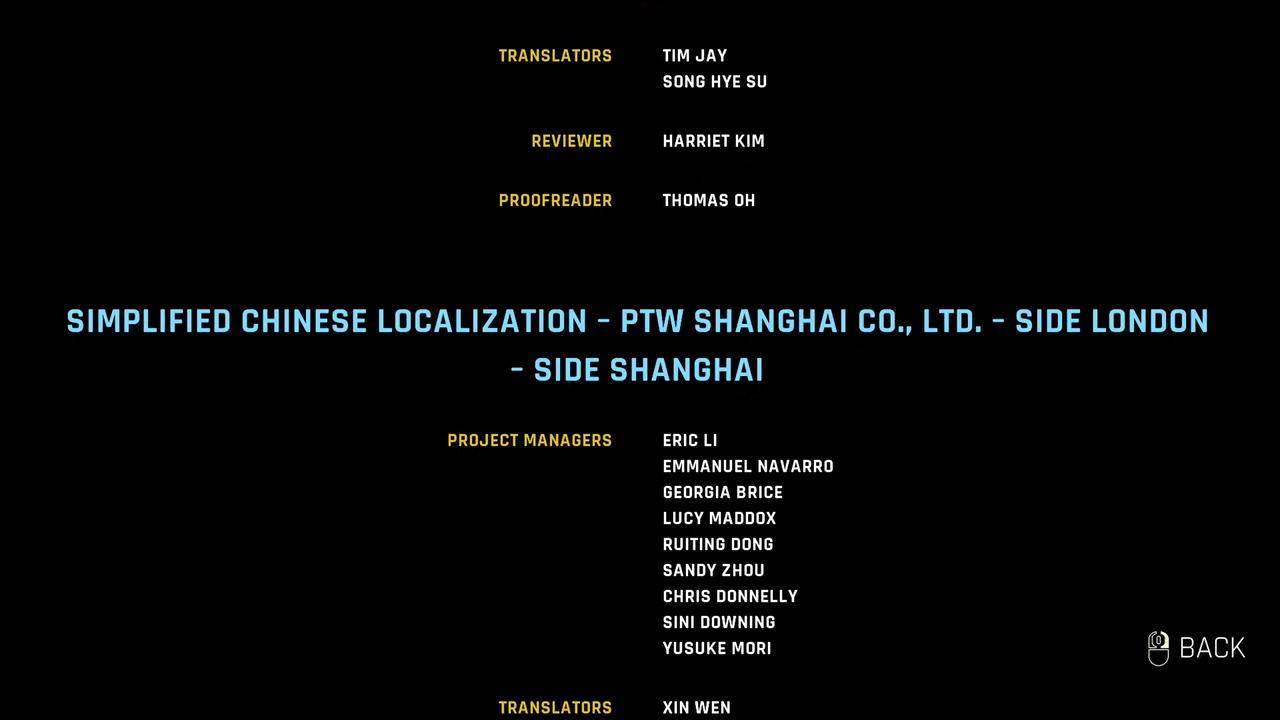 TRANSLATORS TIM JAY
SONG HYE SU
REVIEWER HARRIET KIM
PROOFREADER THOMAS OH
SIMPLIFIED CHINESE LOCALIZATION – PTW SHANGHAI CO., LTD. – SIDE LONDON
– SIDE SHANGHAI
PROJECT MANAGERS ERIC LI
EMMANUEL NAVARRO
GEORGIA BRICE
LUCY MADDOX
RUITING DONG
SANDY ZHOU
CHRIS DONNELLY
SINI DOWNING
YUSUKE MORI
BACK
TRANSLATORS XIN WEN